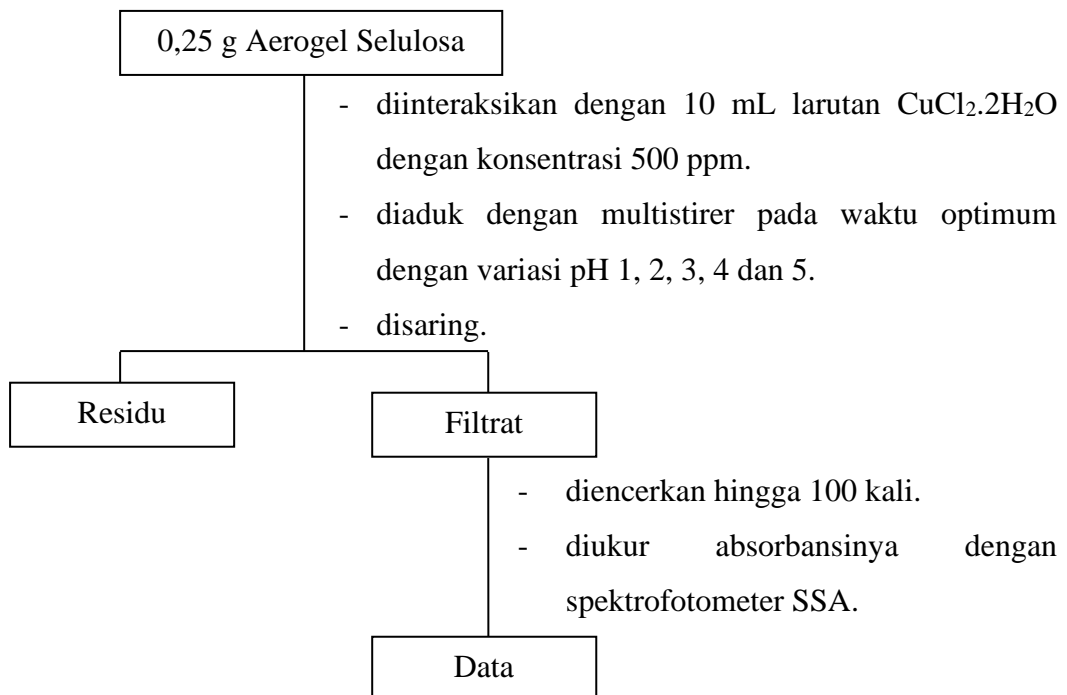 0,25 g Aerogel Selulosa
- diinteraksikan dengan 10 mL larutan CuCl₂.2H₂O
dengan konsentrasi 500 ppm.
- diaduk dengan multistirer pada waktu optimum
dengan variasi pH 1, 2, 3, 4 dan 5.
- disaring.
Residu
Filtrat
- diencerkan hingga 100 kali.
- diukur absorbansinya dengan
spektrofotometer SSA.
Data